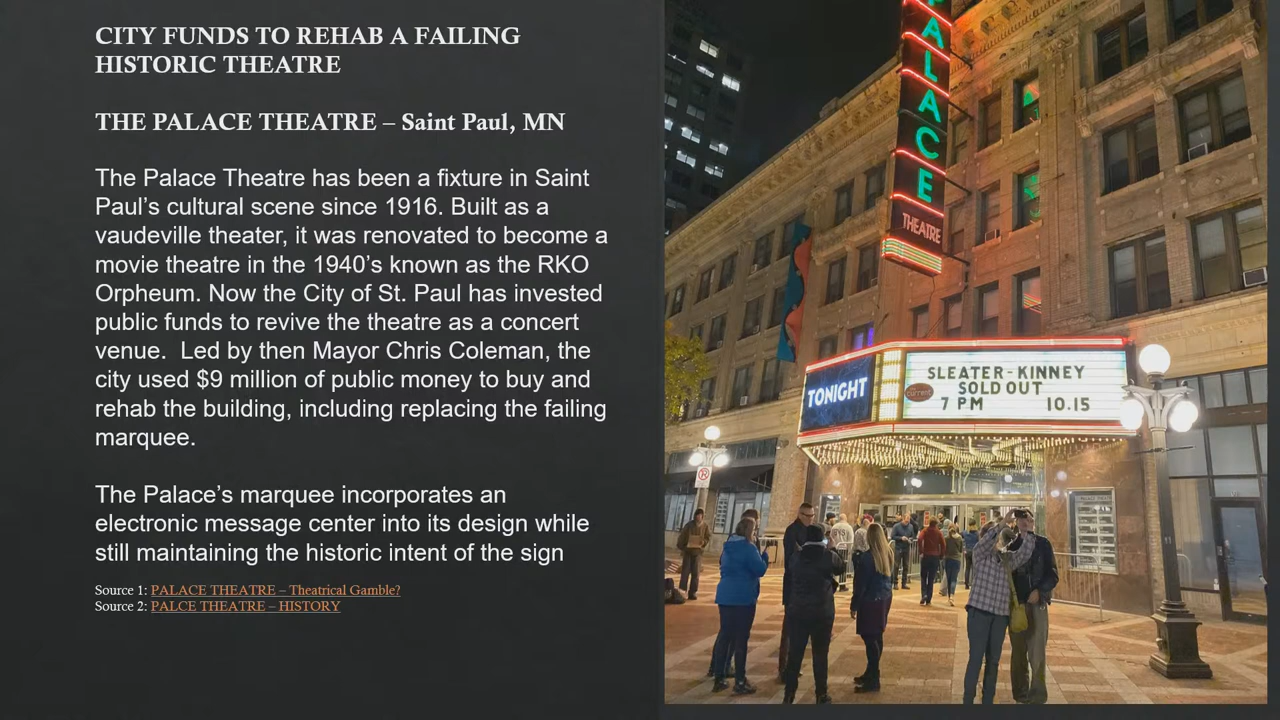 CITY FUNDS TO REHAB A FAILING
HISTORIC THEATRE
THE PALACE THEATRE – Saint Paul, MN
The Palace Theatre has been a fixture in Saint
Paul’s cultural scene since 1916. Built as a
vaudeville theater, it was renovated to become a
movie theatre in the 1940’s known as the RKO
Orpheum. Now the City of St. Paul has invested
public funds to revive the theatre as a concert
venue.  Led by then Mayor Chris Coleman, the
city used $9 million of public money to buy and
rehab the building, including replacing the failing
marquee.
The Palace’s marquee incorporates an
electronic message center into its design while
still maintaining the historic intent of the sign
Source 1: PALACE THEATRE – Theatrical Gamble?
Source 2: PALCE THEATRE – HISTORY
PALACE
THEATRE
TONIGHT
SLEATER-KINNEY
SOLD OUT
7 PM 10.15
current